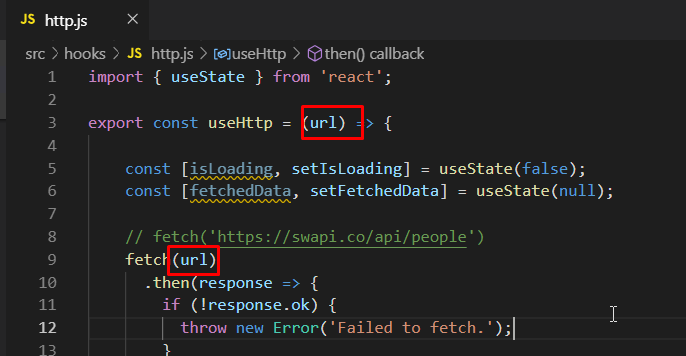 JS http.js ×
src > hooks > JS http.js > useHttp > then() callback
1 import { useState } from 'react';
2
3 export const useHttp = (url) => {
4
5 const [isLoading, setIsLoading] = useState(false);
6 const [fetchedData, setFetchedData] = useState(null);
7
8 // fetch('https://swapi.co/api/people')
9 fetch(url)
10 .then(response => {
11 if (!response.ok) {
12 throw new Error('Failed to fetch.');
13 }